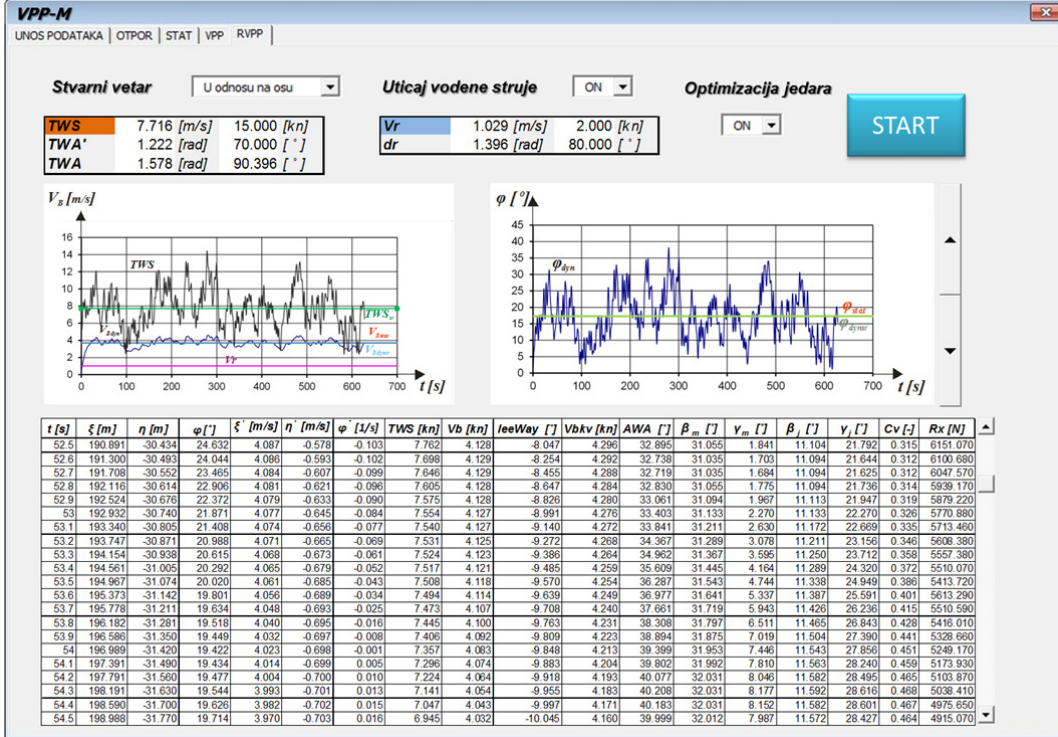 VPP-M
UNOS PODATAKA OTPOR STAT VPP RVPP
Stvarni vetar U odnosu na osu Uticaj vodene struje ON Optimizacija jedara
ON
START
TWS 7.716 [m/s] 15.000 [kn]
TWA' 1.222 [rad] 70.000 [°]
TWA 1.578 [rad] 90.396 [°]
Vr 1.029 [m/s] 2.000 [kn]
dr 1.396 [rad] 80.000 [°]
V_B [m/s]
16
14
12
10
8
6
4
2
0
TWS
TWS_sr
V_Bdyn
V_Bstat
V_Bdynsr
Vr
0 100 200 300 400 500 600 700
t [s]
φ [°]
45
40
35
30
25
20
15
10
5
0
φ_dyn
φ_stat
φ_dynsr
0 100 200 300 400 500 600 700
t [s]
t [s] ξ [m] η [m] φ[°] ξ˙ [m/s] η˙ [m/s] φ˙ [1/s] TWS [kn] Vb [kn] leeWay [°] Vbkv [kn] AWA [°] β_m [°] γ_m [°] β_j [°] γ_j [°] Cv [-] Rx [N]
52.5 190.891 -30.434 24.632 4.087 -0.578 -0.103 7.762 4.128 -8.047 4.296 32.895 31.055 1.841 11.104 21.792 0.315 6151.070
52.6 191.300 -30.493 24.044 4.086 -0.593 -0.102 7.698 4.129 -8.254 4.292 32.738 31.035 1.703 11.094 21.644 0.312 6100.680
52.7 191.708 -30.552 23.465 4.084 -0.607 -0.099 7.646 4.129 -8.455 4.288 32.719 31.035 1.684 11.094 21.625 0.312 6047.570
52.8 192.116 -30.614 22.906 4.081 -0.621 -0.096 7.605 4.128 -8.647 4.284 32.830 31.055 1.775 11.094 21.736 0.314 5939.170
52.9 192.524 -30.676 22.372 4.079 -0.633 -0.090 7.575 4.128 -8.826 4.280 33.061 31.094 1.967 11.113 21.947 0.319 5879.220
53 192.932 -30.740 21.871 4.077 -0.645 -0.084 7.554 4.127 -8.991 4.276 33.403 31.133 2.270 11.133 22.270 0.326 5770.880
53.1 193.340 -30.805 21.408 4.074 -0.656 -0.077 7.540 4.127 -9.140 4.272 33.841 31.211 2.630 11.172 22.669 0.335 5713.460
53.2 193.747 -30.871 20.988 4.071 -0.665 -0.069 7.531 4.125 -9.272 4.268 34.367 31.289 3.078 11.211 23.156 0.346 5608.380
53.3 194.154 -30.938 20.615 4.068 -0.673 -0.061 7.524 4.123 -9.386 4.264 34.962 31.367 3.595 11.250 23.712 0.358 5557.380
53.4 194.561 -31.005 20.292 4.065 -0.679 -0.052 7.517 4.121 -9.485 4.259 35.609 31.445 4.164 11.289 24.320 0.372 5510.070
53.5 194.967 -31.074 20.020 4.061 -0.685 -0.043 7.508 4.118 -9.570 4.254 36.287 31.543 4.744 11.338 24.949 0.386 5413.720
53.6 195.373 -31.142 19.801 4.056 -0.689 -0.034 7.494 4.114 -9.639 4.249 36.977 31.641 5.337 11.387 25.591 0.401 5613.290
53.7 195.778 -31.211 19.634 4.048 -0.693 -0.025 7.473 4.107 -9.708 4.240 37.661 31.719 5.943 11.426 26.236 0.415 5510.590
53.8 196.182 -31.281 19.518 4.040 -0.695 -0.016 7.445 4.100 -9.763 4.231 38.308 31.797 6.511 11.465 26.843 0.428 5416.010
53.9 196.586 -31.350 19.449 4.032 -0.697 -0.008 7.406 4.092 -9.809 4.223 38.894 31.875 7.019 11.504 27.390 0.441 5328.660
54 196.989 -31.420 19.422 4.023 -0.698 -0.001 7.357 4.083 -9.848 4.213 39.399 31.953 7.446 11.543 27.856 0.451 5249.170
54.1 197.391 -31.490 19.434 4.014 -0.699 0.005 7.296 4.074 -9.883 4.204 39.802 31.992 7.810 11.563 28.240 0.459 5173.930
54.2 197.791 -31.560 19.477 4.004 -0.700 0.010 7.224 4.064 -9.918 4.193 40.077 32.031 8.046 11.582 28.495 0.465 5103.870
54.3 198.191 -31.630 19.544 3.993 -0.701 0.013 7.141 4.054 -9.955 4.183 40.208 32.031 8.177 11.592 28.616 0.468 5038.410
54.4 198.590 -31.700 19.626 3.982 -0.702 0.015 7.047 4.043 -9.997 4.171 40.183 32.031 8.152 11.582 28.601 0.467 4975.650
54.5 198.988 -31.770 19.714 3.970 -0.703 0.016 6.945 4.032 -10.045 4.160 39.999 32.012 7.987 11.572 28.427 0.464 4915.070